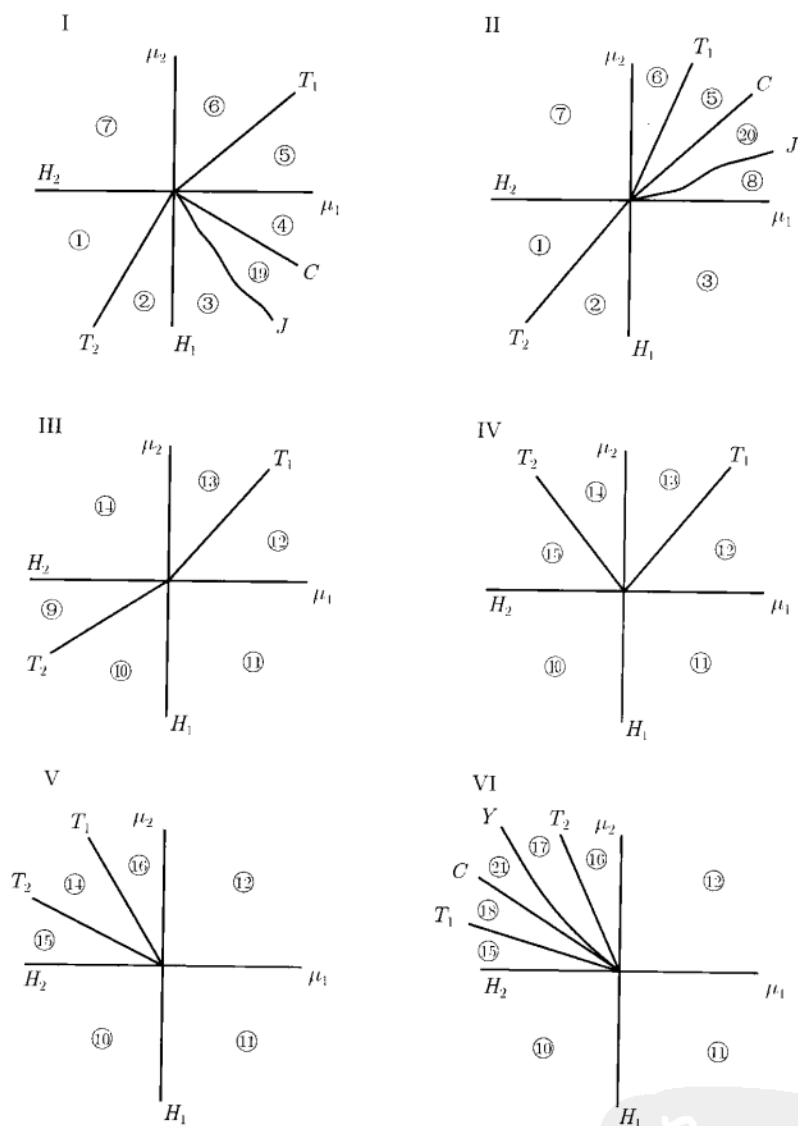 I II
μ₂ T₁ μ₂ T₁
⑥ ⑥ C
⑦ ⑦ ⑤
⑤ ⑳ J
H₂ μ₁ H₂ ⑧ μ₁
① ④ ①
⑲ C ③
② ③ ②
T₂ H₁ J T₂ H₁
III IV
μ₂ T₁ T₂ μ₂ T₁
⑭ ⑬ ⑭ ⑬
⑫ ⑮ ⑫
H₂ μ₁ H₂ μ₁
⑨
T₂ ⑩ ⑪ ⑩ ⑪
H₁ H₁
V VI
T₁ μ₂ Y T₂ μ₂
⑯ ⑰ ⑯
T₂ ⑭ ⑫ C ㉑ ⑫
T₁ ⑱
⑮ ⑮
H₂ μ₁ H₂ μ₁
⑩ ⑪ ⑩ ⑪
H₁ H₁